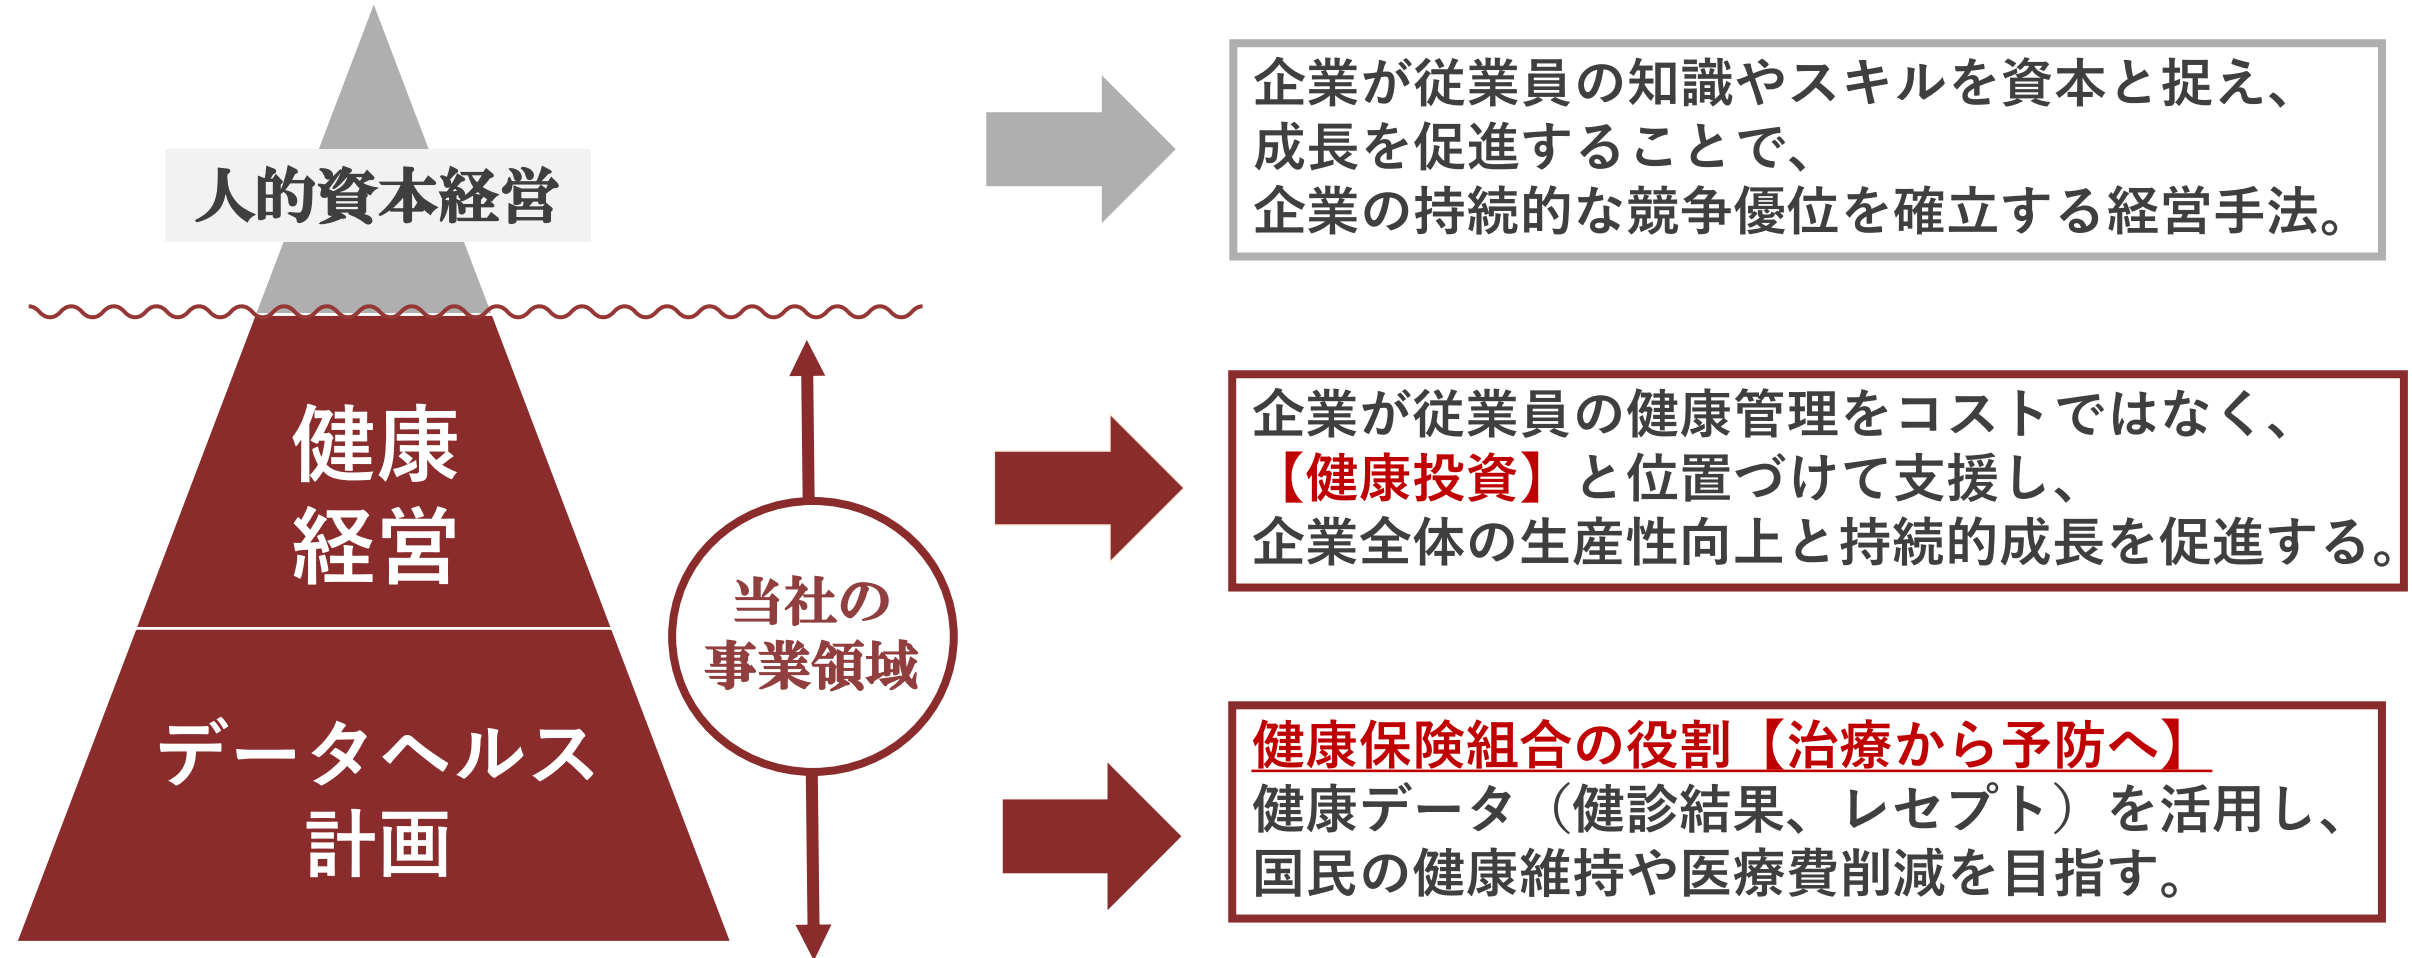 人的資本経営
企業が従業員の知識やスキルを資本と捉え、
成長を促進することで、
企業の持続的な競争優位を確立する経営手法。
健康
経営
企業が従業員の健康管理をコストではなく、
【健康投資】と位置づけて支援し、
企業全体の生産性向上と持続的成長を促進する。
当社の
事業領域
データヘルス
計画
健康保険組合の役割【治療から予防へ】
健康データ（健診結果、レセプト）を活用し、
国民の健康維持や医療費削減を目指す。